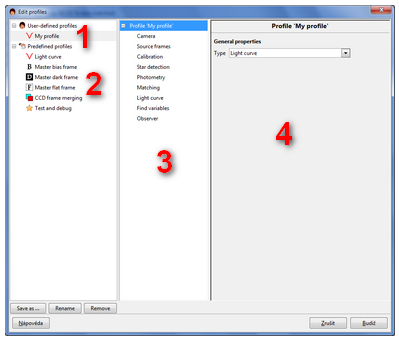 Edit profiles
User-defined profiles
My profile
Predefined profiles
Light curve
B Master bias frame
D Master dark frame
F Master flat frame
CCD frame merging
Test and debug
1
2
Profile 'My profile'
Camera
Source frames
Calibration
Star detection
Photometry
Matching
Light curve
Find variables
Observer
3
Profile 'My profile'
General properties
Type Light curve
4
Save as ... Rename Remove
Nápověda Zrušit Budiž